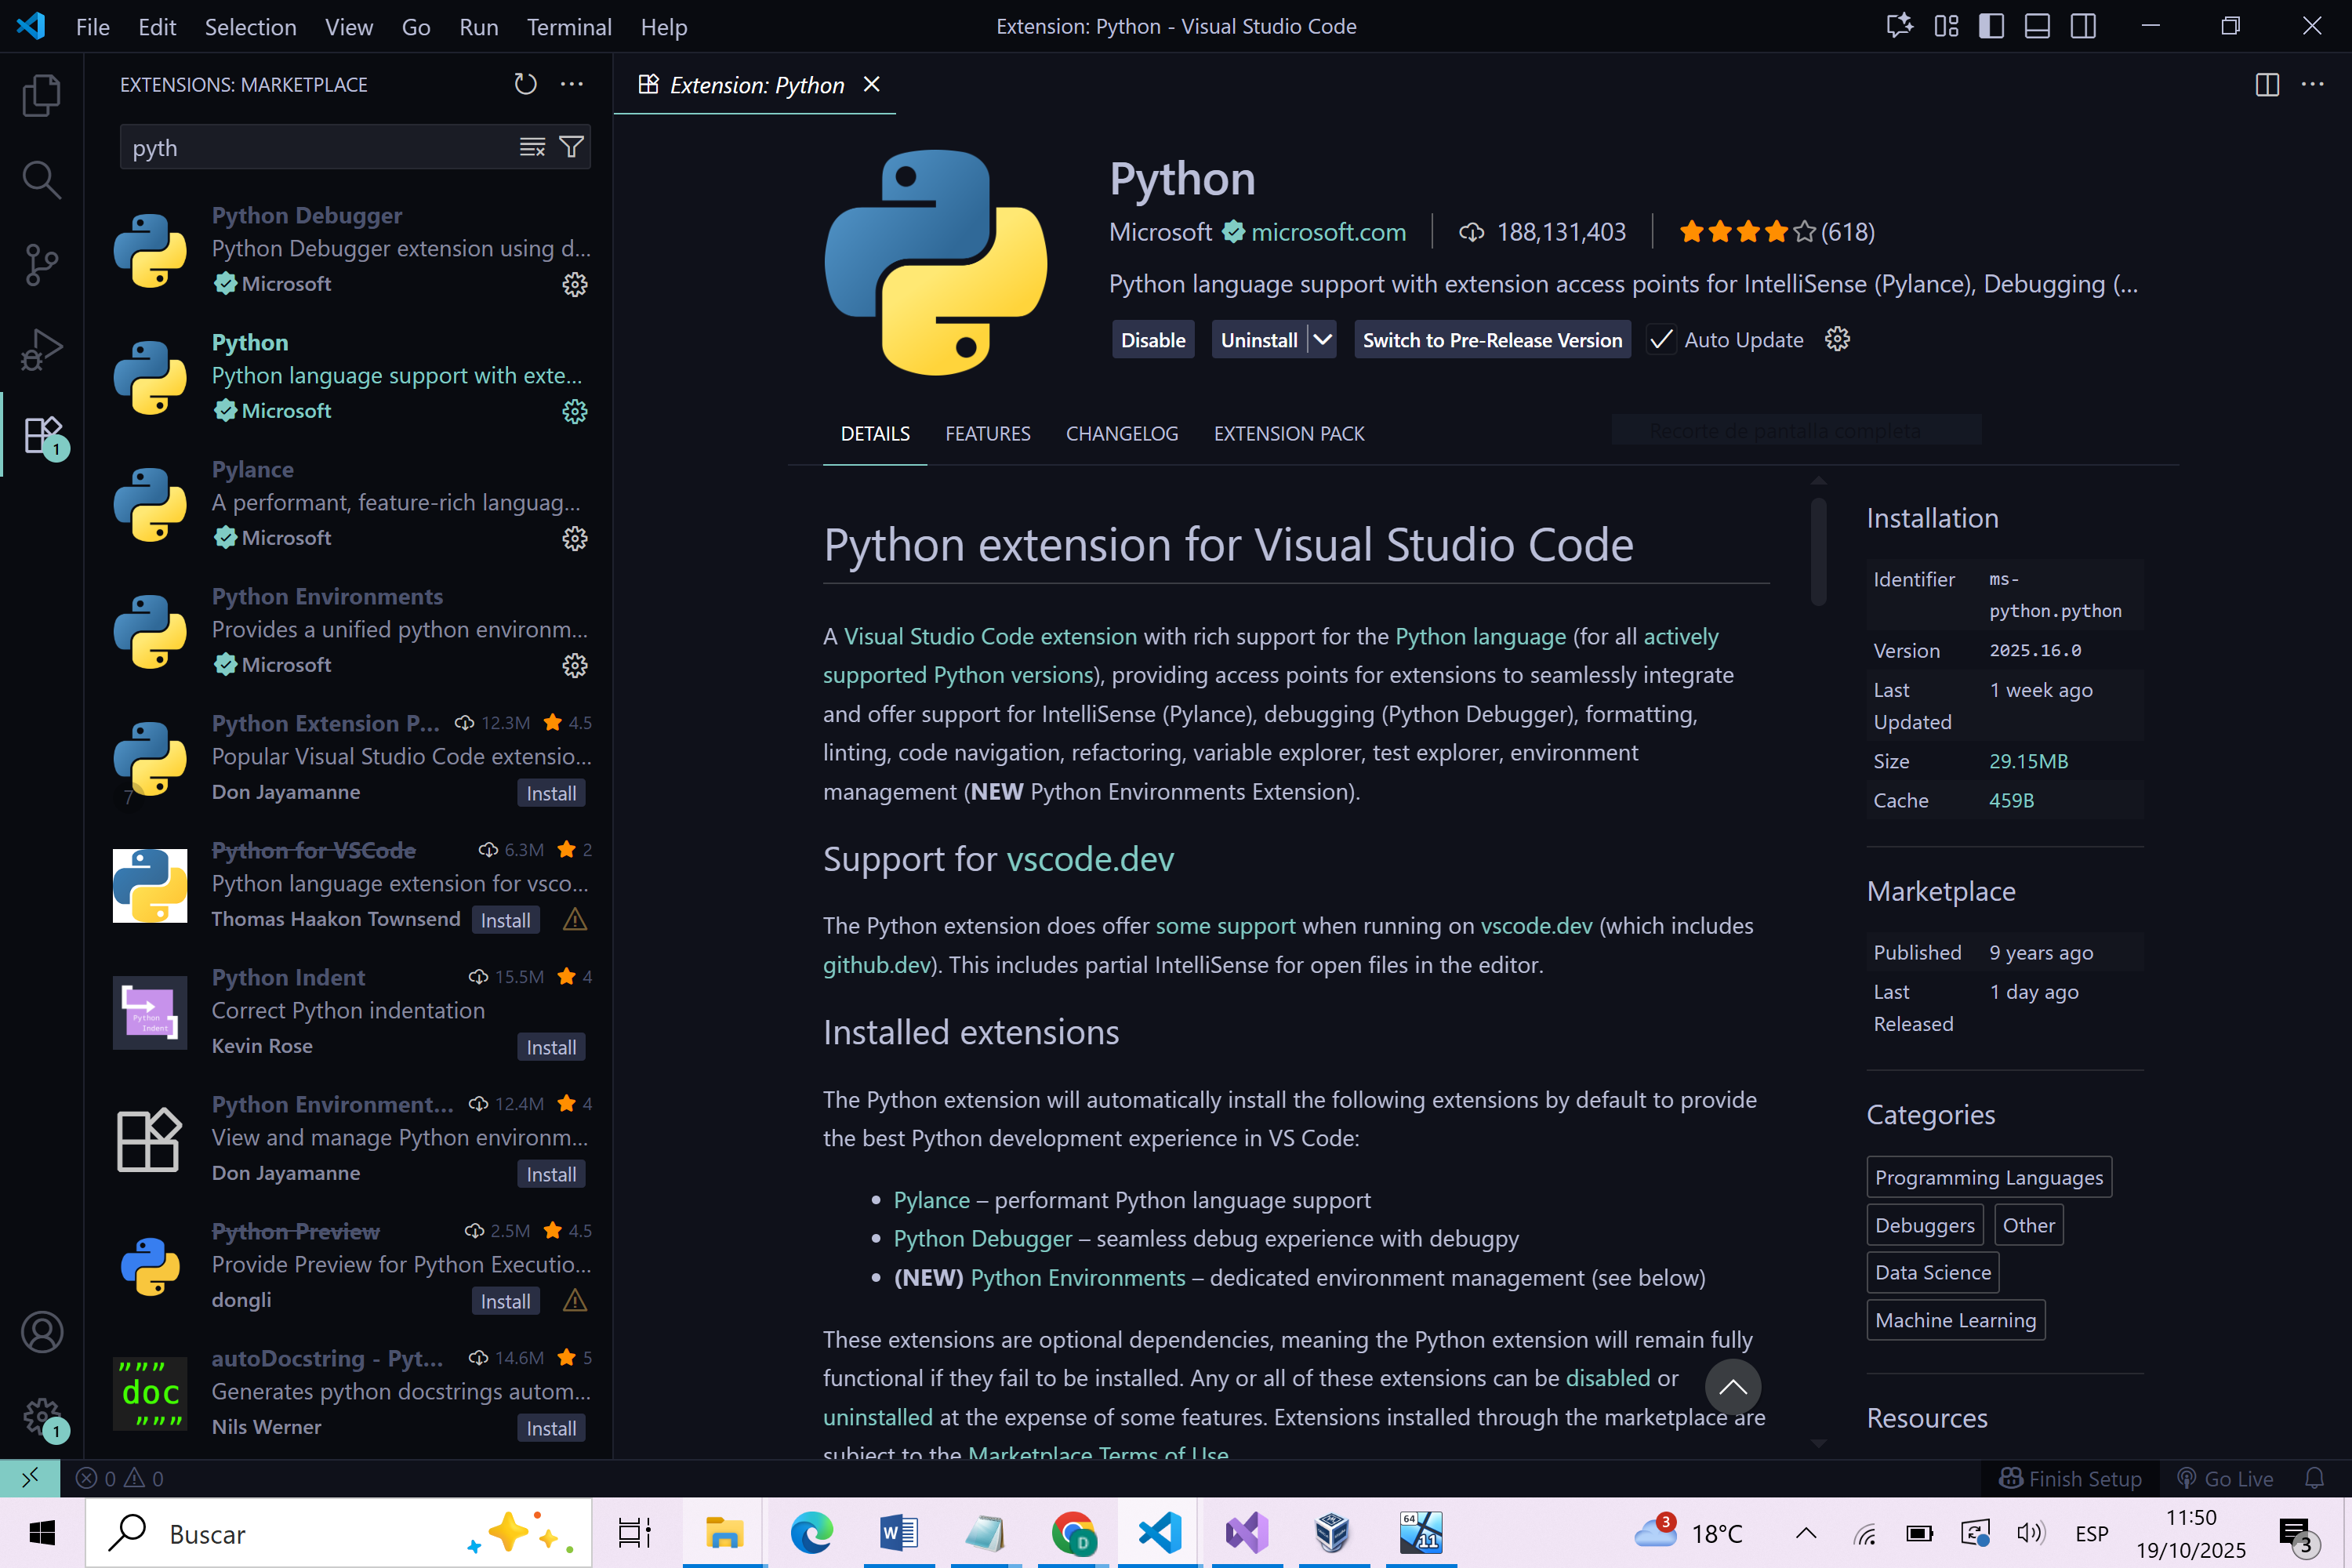 File Edit Selection View Go Run Terminal Help
Extension: Python - Visual Studio Code
EXTENSIONS: MARKETPLACE
pyth
Python Debugger
Python Debugger extension using d...
Microsoft
Python
Python language support with exte...
Microsoft
Pylance
A performant, feature-rich languag...
Microsoft
Python Environments
Provides a unified python environm...
Microsoft
Python Extension P... 12.3M 4.5
Popular Visual Studio Code extensio...
7
Don Jayamanne Install
Python for VSCode 6.3M 2
Python language extension for vsco...
Thomas Haakon Townsend Install
Python Indent 15.5M 4
Correct Python indentation
Python
Indent
Kevin Rose Install
Python Environment... 12.4M 4
View and manage Python environm...
Don Jayamanne Install
Python Preview 2.5M 4.5
Provide Preview for Python Executio...
dongli Install
autoDocstring - Pyt... 14.6M 5
Generates python docstrings autom...
"""
doc
"""
Nils Werner Install
1
1
Extension: Python
Python
Microsoft microsoft.com 188,131,403 (618)
Python language support with extension access points for IntelliSense (Pylance), Debugging (...
Disable Uninstall Switch to Pre-Release Version Auto Update
DETAILS FEATURES CHANGELOG EXTENSION PACK
Recorte de pantalla completa
Python extension for Visual Studio Code
A Visual Studio Code extension with rich support for the Python language (for all actively
supported Python versions), providing access points for extensions to seamlessly integrate
and offer support for IntelliSense (Pylance), debugging (Python Debugger), formatting,
linting, code navigation, refactoring, variable explorer, test explorer, environment
management (NEW Python Environments Extension).
Support for vscode.dev
The Python extension does offer some support when running on vscode.dev (which includes
github.dev). This includes partial IntelliSense for open files in the editor.
Installed extensions
The Python extension will automatically install the following extensions by default to provide
the best Python development experience in VS Code:
• Pylance – performant Python language support
• Python Debugger – seamless debug experience with debugpy
• (NEW) Python Environments – dedicated environment management (see below)
These extensions are optional dependencies, meaning the Python extension will remain fully
functional if they fail to be installed. Any or all of these extensions can be disabled or
uninstalled at the expense of some features. Extensions installed through the marketplace are
subject to the Marketplace Terms of Use.
Installation
Identifier ms-
python.python
Version 2025.16.0
Last 1 week ago
Updated
Size 29.15MB
Cache 459B
Marketplace
Published 9 years ago
Last 1 day ago
Released
Categories
Programming Languages
Debuggers Other
Data Science
Machine Learning
Resources
0 0
Finish Setup Go Live
Buscar
W
D
64
11
3
18°C
ESP
11:50
19/10/2025
3